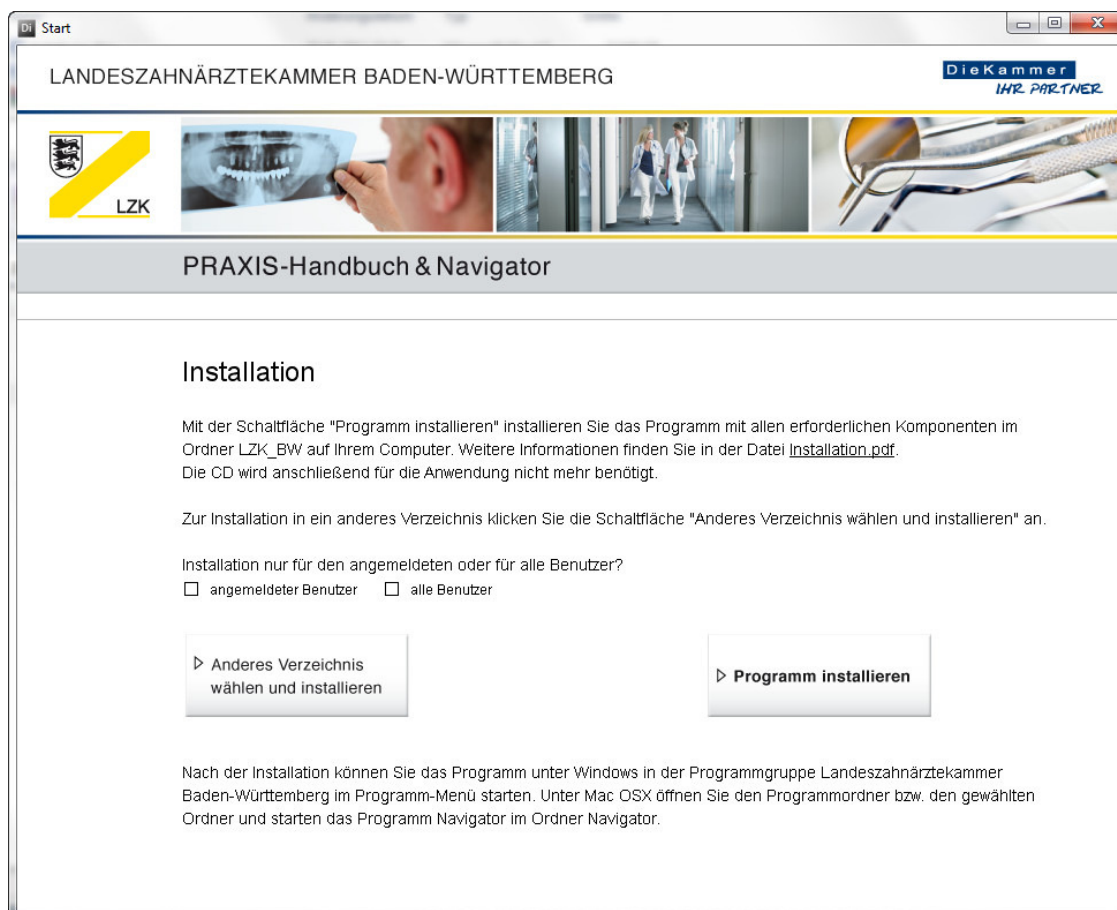 Di Start
LANDESZAHNÄRZTEKAMMER BADEN-WÜRTTEMBERG
DieKammer
IHR PARTNER
LZK
PRAXIS-Handbuch & Navigator
Installation
Mit der Schaltfläche "Programm installieren" installieren Sie das Programm mit allen erforderlichen Komponenten im
Ordner LZK_BW auf Ihrem Computer. Weitere Informationen finden Sie in der Datei Installation.pdf.
Die CD wird anschließend für die Anwendung nicht mehr benötigt.
Zur Installation in ein anderes Verzeichnis klicken Sie die Schaltfläche "Anderes Verzeichnis wählen und installieren" an.
Installation nur für den angemeldeten oder für alle Benutzer?
angemeldeter Benutzer alle Benutzer
Anderes Verzeichnis
wählen und installieren
Programm installieren
Nach der Installation können Sie das Programm unter Windows in der Programmgruppe Landeszahnärztekammer
Baden-Württemberg im Programm-Menü starten. Unter Mac OSX öffnen Sie den Programmordner bzw. den gewählten
Ordner und starten das Programm Navigator im Ordner Navigator.